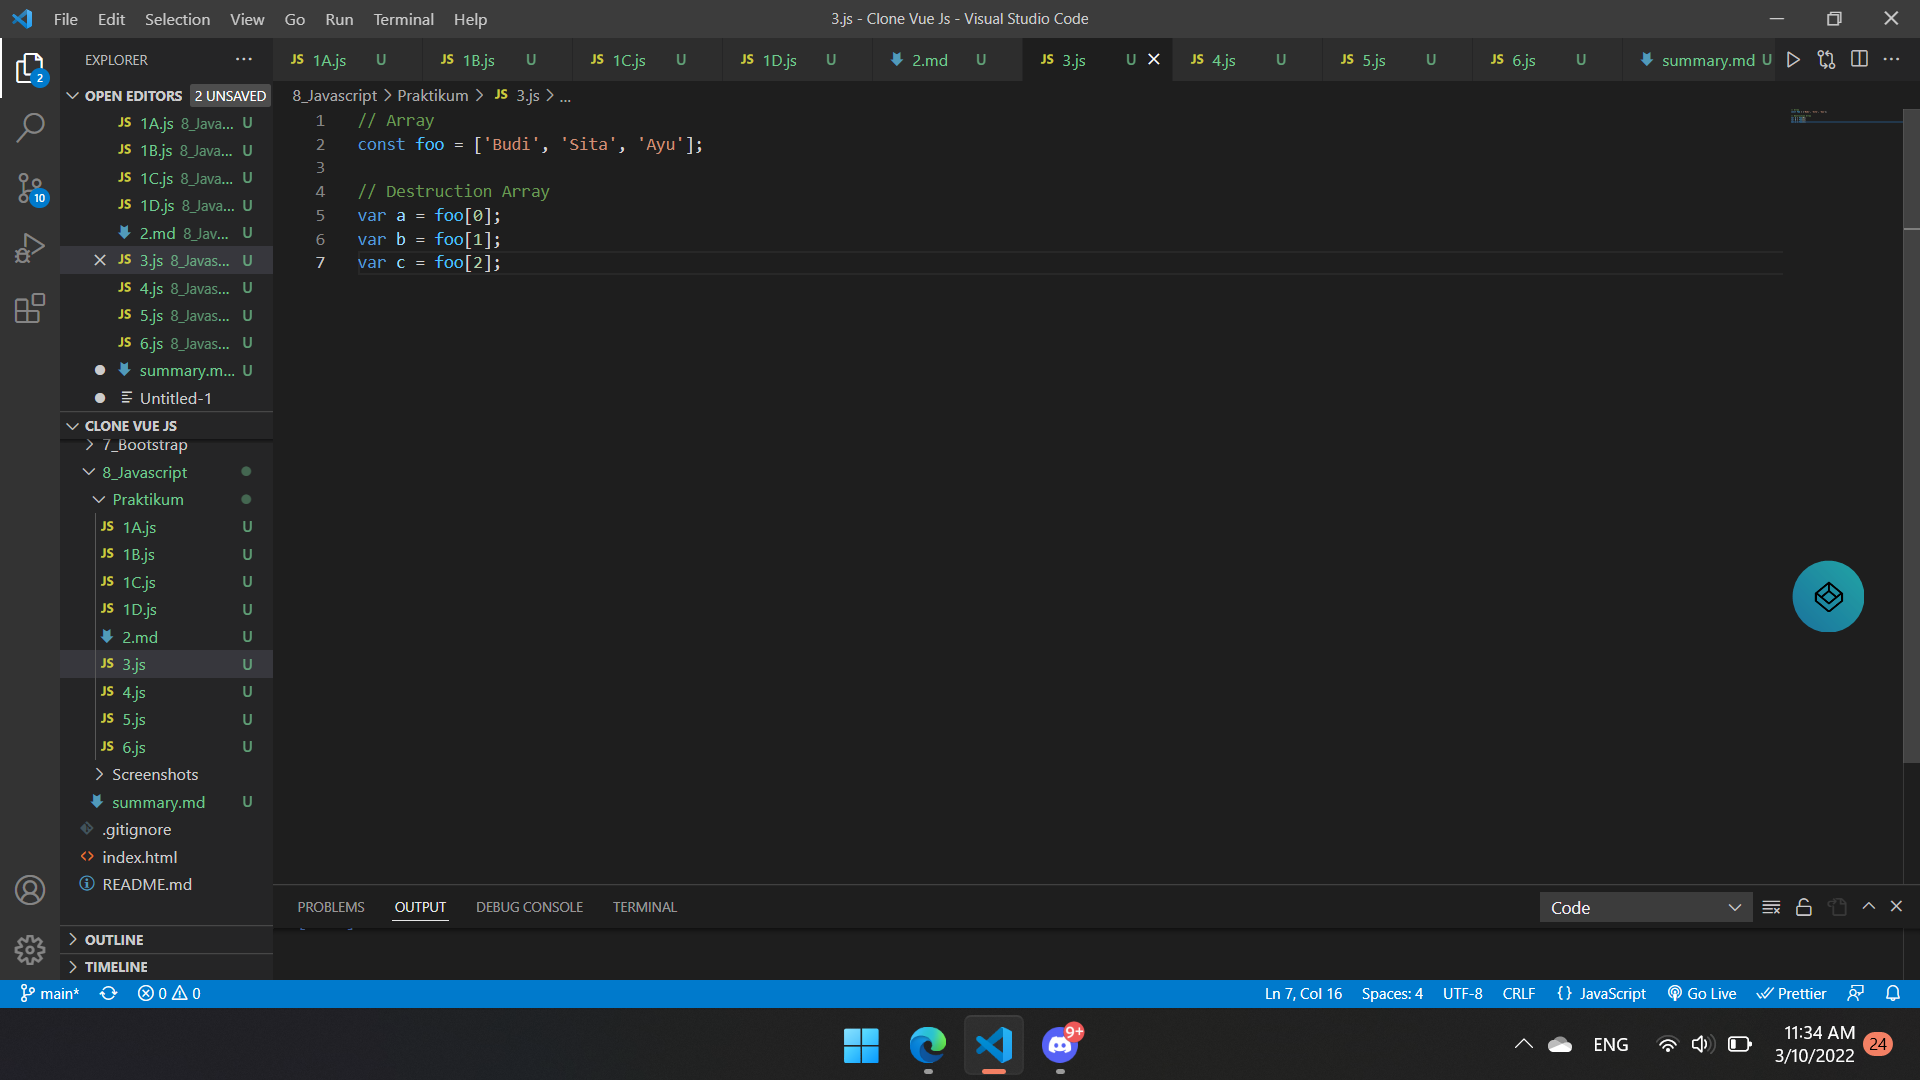 File Edit Selection View Go Run Terminal Help
3.js - Clone Vue Js - Visual Studio Code
EXPLORER
JS 1A.js U
JS 1B.js U
JS 1C.js U
JS 1D.js U
2.md U
JS 3.js U
JS 4.js U
JS 5.js U
JS 6.js U
summary.md U
OPEN EDITORS 2 UNSAVED
JS 1A.js 8_Java... U
JS 1B.js 8_Java... U
JS 1C.js 8_Java... U
JS 1D.js 8_Java... U
2.md 8_Jav... U
JS 3.js 8_Javas... U
JS 4.js 8_Javas... U
JS 5.js 8_Javas... U
JS 6.js 8_Javas... U
summary.m... U
Untitled-1
CLONE VUE JS
7_Bootstrap
8_Javascript
Praktikum
JS 1A.js U
JS 1B.js U
JS 1C.js U
JS 1D.js U
2.md U
JS 3.js U
JS 4.js U
JS 5.js U
JS 6.js U
Screenshots
summary.md U
.gitignore
index.html
README.md
OUTLINE
TIMELINE
2
10
8_Javascript > Praktikum > JS 3.js > ...
1 // Array
2 const foo = ['Budi', 'Sita', 'Ayu'];
3
4 // Destruction Array
5 var a = foo[0];
6 var b = foo[1];
7 var c = foo[2];
PROBLEMS OUTPUT DEBUG CONSOLE TERMINAL
Code
main* 0 0
Ln 7, Col 16 Spaces: 4 UTF-8 CRLF {} JavaScript Go Live Prettier
9+
ENG
11:34 AM
3/10/2022
24